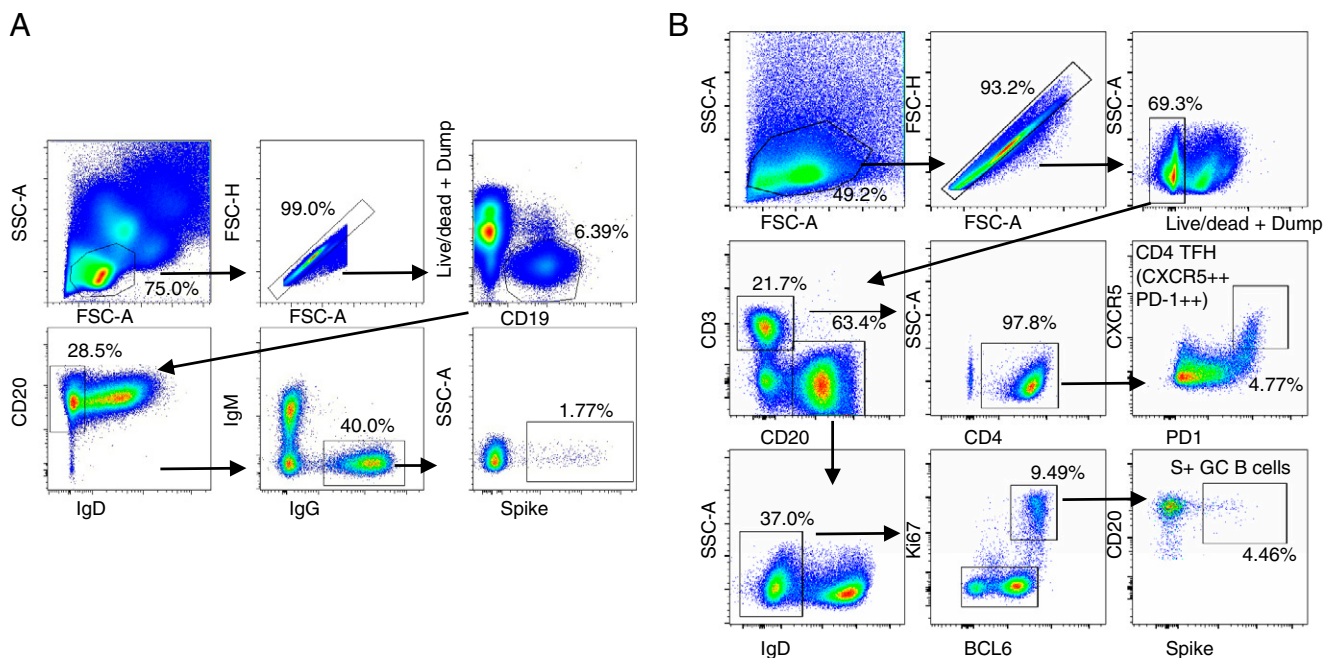 A
SSC-A
75.0%
FSC-A
FSC-H
99.0%
FSC-A
Live/dead + Dump
6.39%
CD19
CD20
28.5%
IgD
IgM
40.0%
IgG
SSC-A
1.77%
Spike
B
SSC-A
49.2%
FSC-A
FSC-H
93.2%
FSC-A
SSC-A
69.3%
Live/dead + Dump
CD3
21.7%
63.4%
CD20
SSC-A
97.8%
CD4
CXCR5
CD4 TFH
(CXCR5++
PD-1++)
4.77%
PD1
SSC-A
37.0%
IgD
Ki67
9.49%
BCL6
CD20
S+ GC B cells
4.46%
Spike